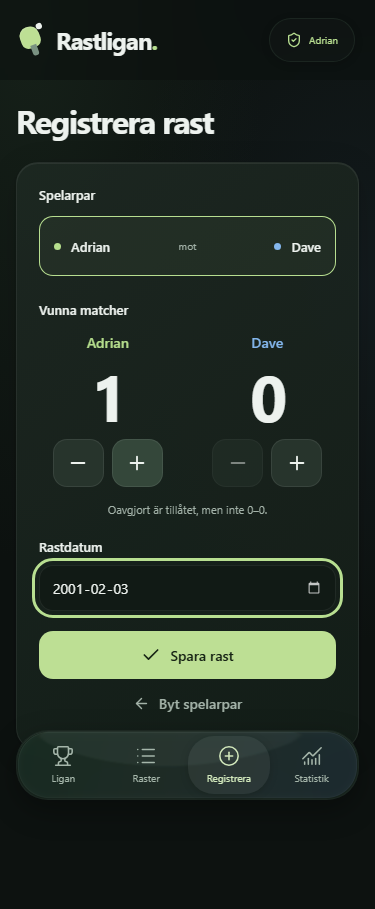 Rastligan.
Adrian
Registrera rast
Spelarpar
Adrian mot Dave
Vunna matcher
Adrian Dave
1 0
Oavgjort är tillåtet, men inte 0–0.
Rastdatum
2001-02-03
Spara rast
Byt spelarpar
Ligan Raster Registrera Statistik